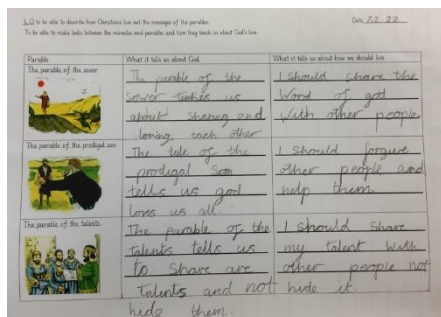 L.O to be able to describe how Christians live out the messages of the parables.
Date 7.2.22
To be able to make links between the miracles and parables and how they teach us about God's love.
Parable
What it tells us about God
What it tells us about how we should live
The parable of the sower
The parable of the
sower teaches us
about sharing and
loving each other
I should share the
Word of god
with other people
The parable of the prodigal son
The tale of the
prodigal son
tells us god
loves us all.
I should forgive
other people and
help them.
The parable of the talents
The parable of the
talents tells us
to share are
talents and not
hide them.
I should share
my talent with
other people not
hide it.